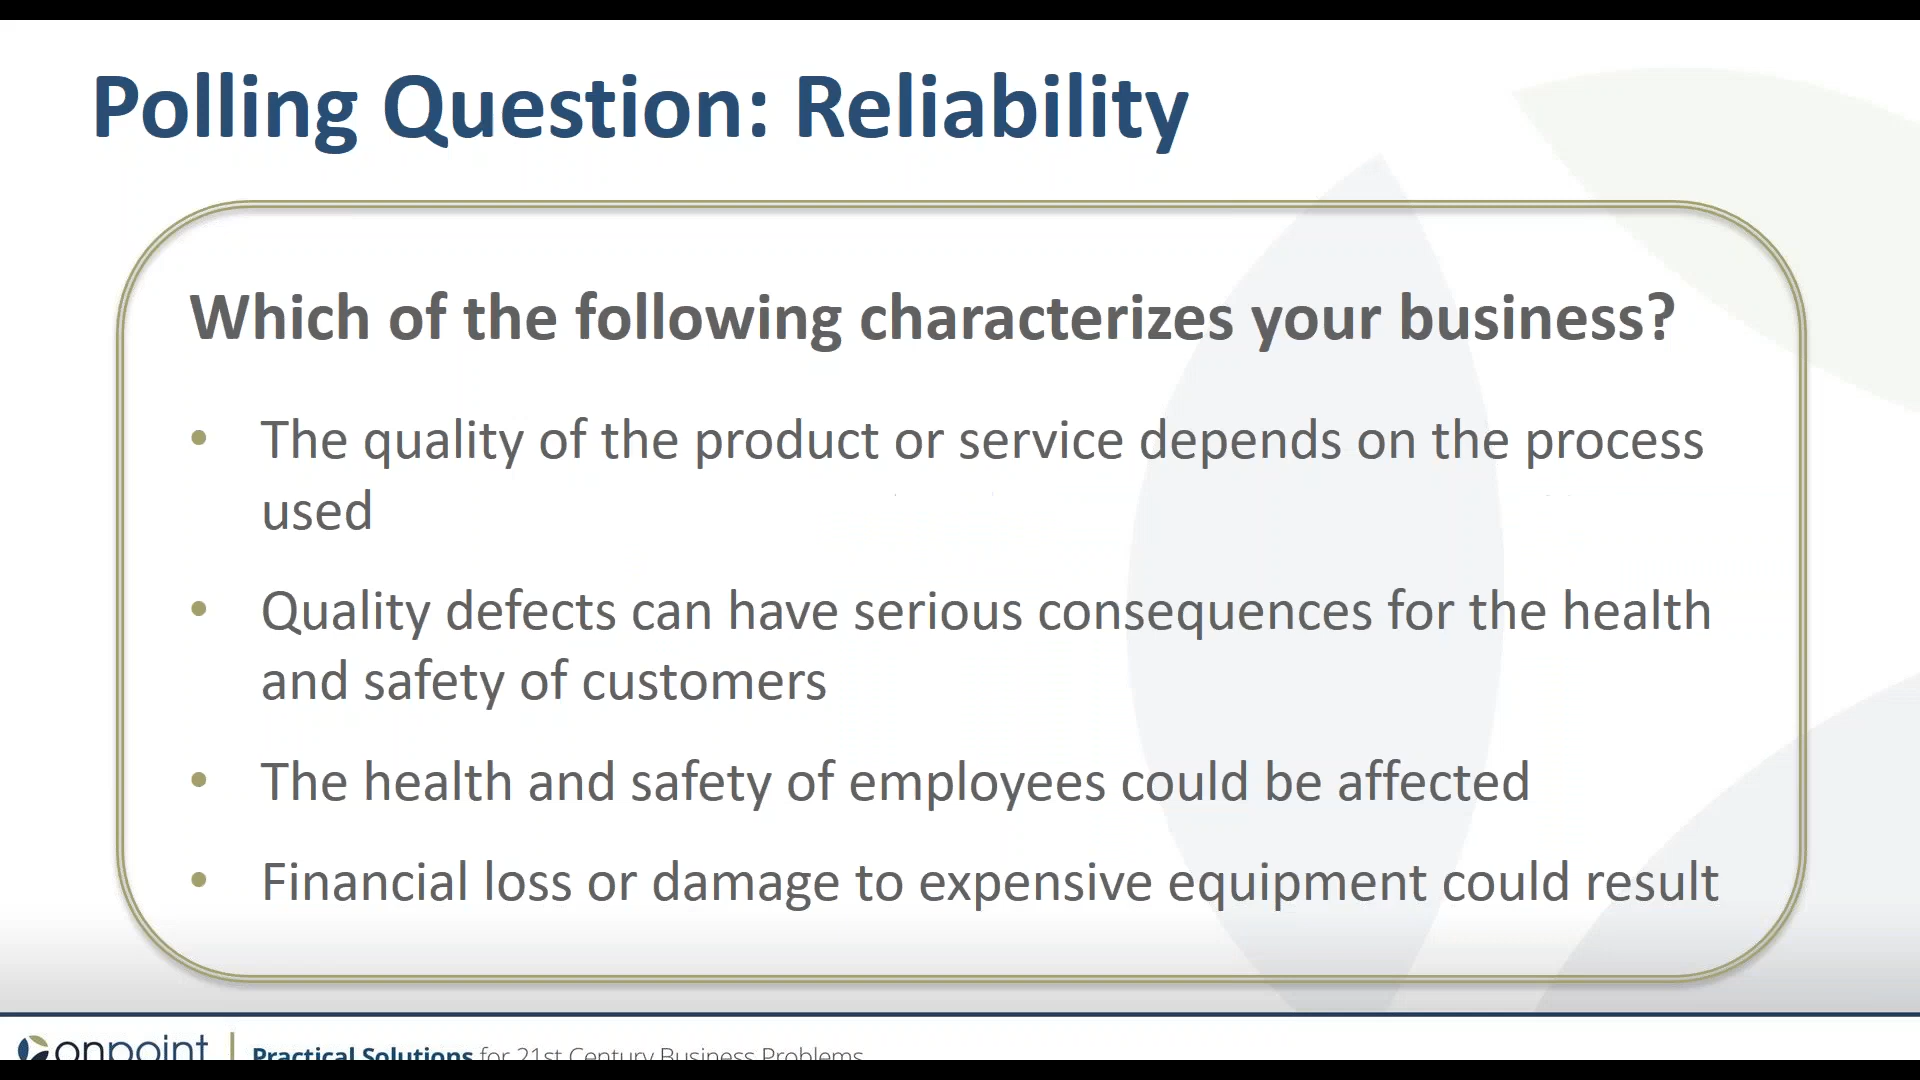 Polling Question: Reliability
Which of the following characterizes your business?
• The quality of the product or service depends on the process
used
• Quality defects can have serious consequences for the health
and safety of customers
• The health and safety of employees could be affected
• Financial loss or damage to expensive equipment could result
onpoint | Practical Solutions for 21st Century Business Problems